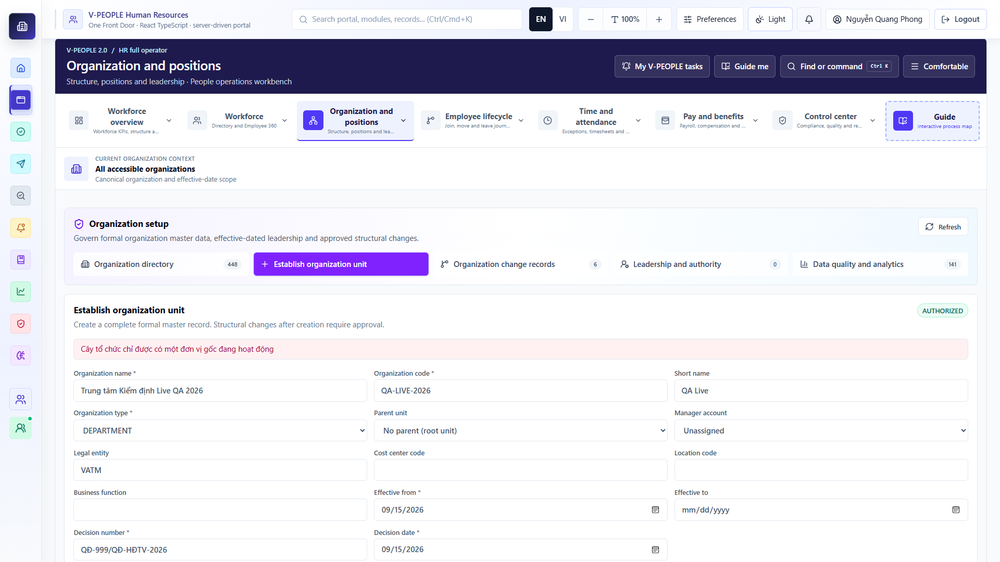 V-PEOPLE Human Resources
One Front Door · React TypeScript · server-driven portal
Search portal, modules, records... (Ctrl/Cmd+K)
EN
VI
100%
Preferences
Light
Nguyễn Quang Phong
Logout
V-PEOPLE 2.0 / HR full operator
Organization and positions
Structure, positions and leadership · People operations workbench
My V-PEOPLE tasks
Guide me
Find or command
Ctrl K
Comfortable
Workforce overview
Workforce KPIs, structure a...
Workforce
Directory and Employee 360
Organization and positions
Structure, positions and lea...
Employee lifecycle
Join, move and leave journ...
Time and attendance
Exceptions, timesheets and ...
Pay and benefits
Payroll, compensation and ...
Control center
Compliance, quality and re...
Guide
Interactive process map
CURRENT ORGANIZATION CONTEXT
All accessible organizations
Canonical organization and effective-date scope
Organization setup
Govern formal organization master data, effective-dated leadership and approved structural changes.
Refresh
Organization directory
448
Establish organization unit
Organization change records
6
Leadership and authority
0
Data quality and analytics
141
Establish organization unit
Create a complete formal master record. Structural changes after creation require approval.
AUTHORIZED
Cây tổ chức chỉ được có một đơn vị gốc đang hoạt động
Organization name *
Organization code *
Short name
Trung tâm Kiểm định Live QA 2026
QA-LIVE-2026
QA Live
Organization type *
Parent unit
Manager account
DEPARTMENT
No parent (root unit)
Unassigned
Legal entity
Cost center code
Location code
VATM
Business function
Effective from *
Effective to
09/15/2026
mm/dd/yyyy
Decision number *
Decision date *
QĐ-999/QĐ-HĐTV-2026
09/15/2026